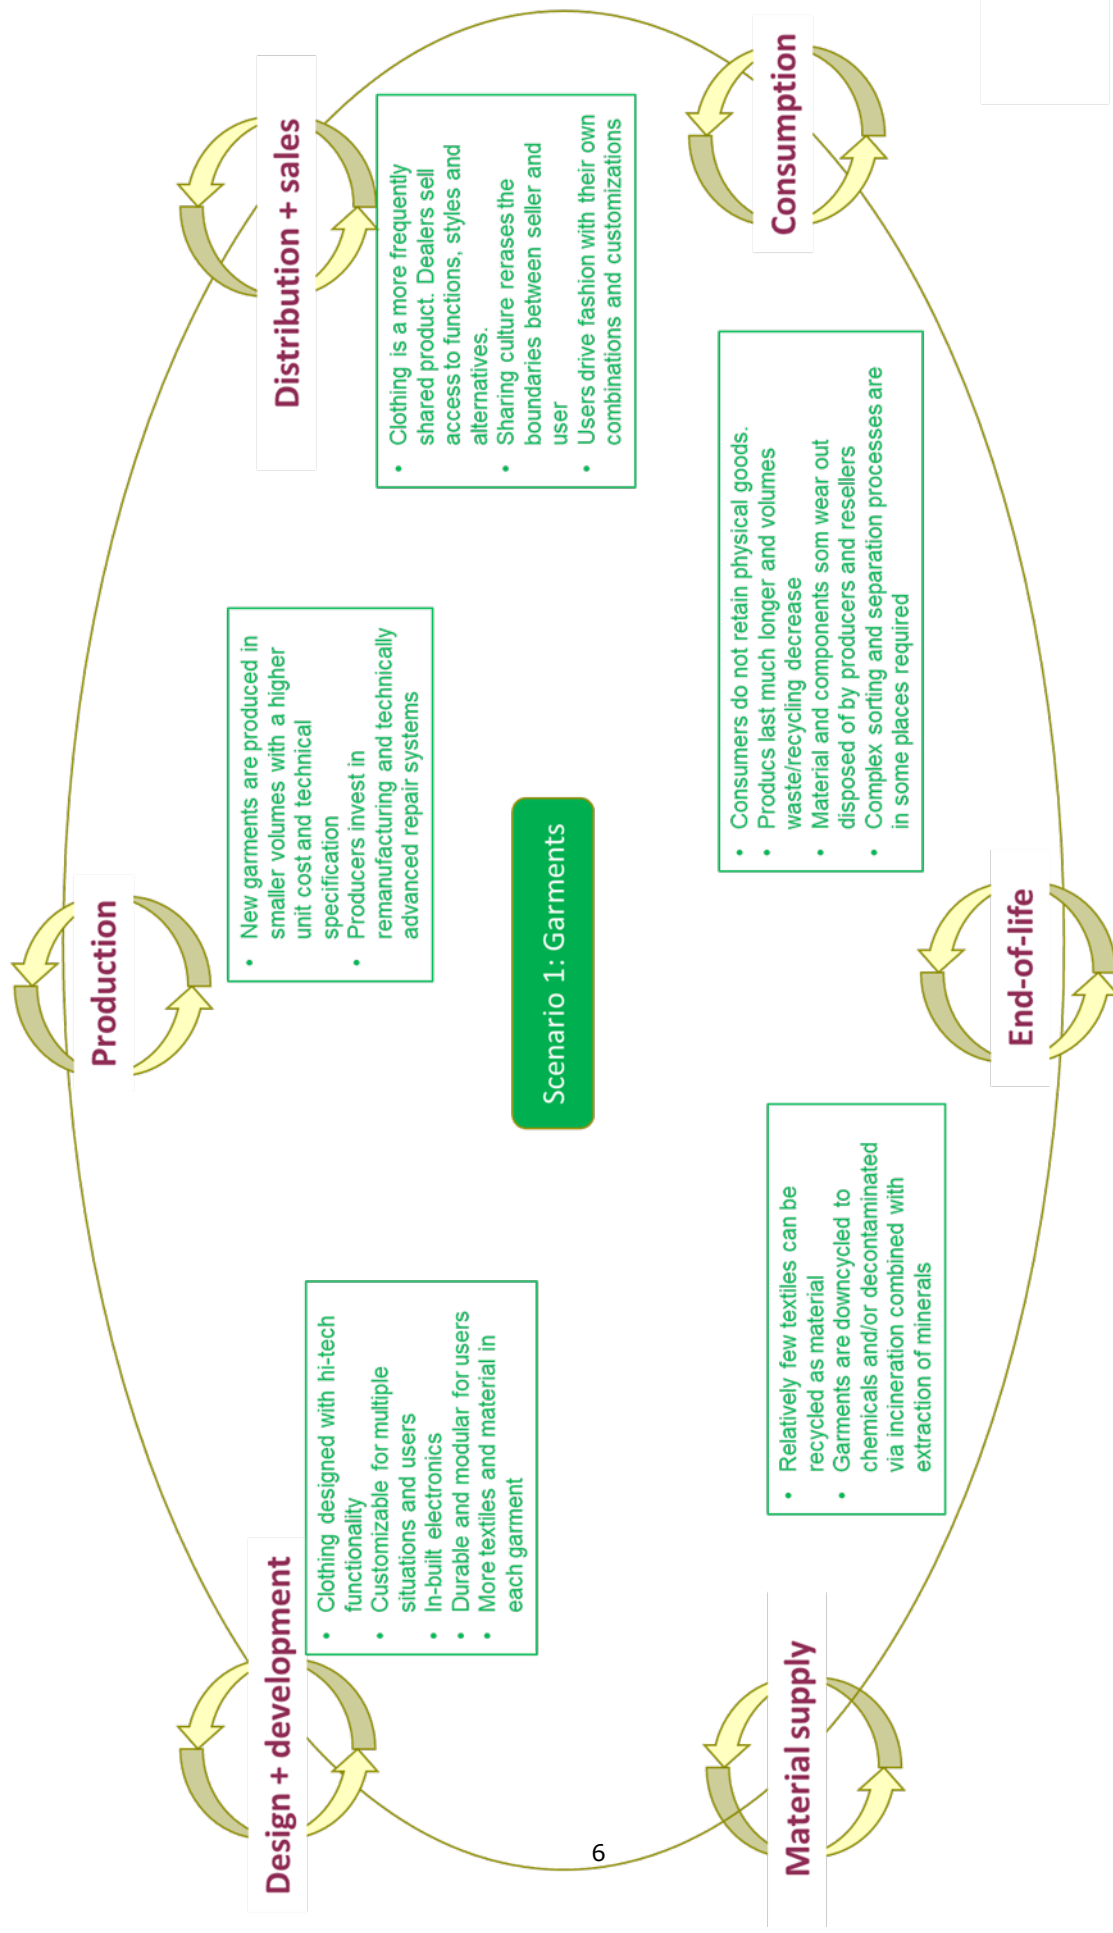 Design + development
Production
Distribution + sales
• New garments are produced in
smaller volumes with a higher
unit cost and technical
specification
• Producers invest in
remanufacturing and technically
advanced repair systems
• Clothing designed with hi-tech
functionality
• Customizable for multiple
situations and users
• In-built electronics
• Durable and modular for users
• More textiles and material in
each garment
• Clothing is a more frequently
shared product. Dealers sell
access to functions, styles and
alternatives.
• Sharing culture rerases the
boundaries between seller and
user
• Users drive fashion with their own
combinations and customizations
Scenario 1: Garments
• Relatively few textiles can be
recycled as material
• Garments are downcycled to
chemicals and/or decontaminated
via incineration combined with
extraction of minerals
• Consumers do not retain physical goods.
• Producs last much longer and volumes
waste/recycling decrease
• Material and components som wear out
disposed of by producers and resellers
• Complex sorting and separation processes are
in some places required
Material supply
End-of-life
Consumption
6